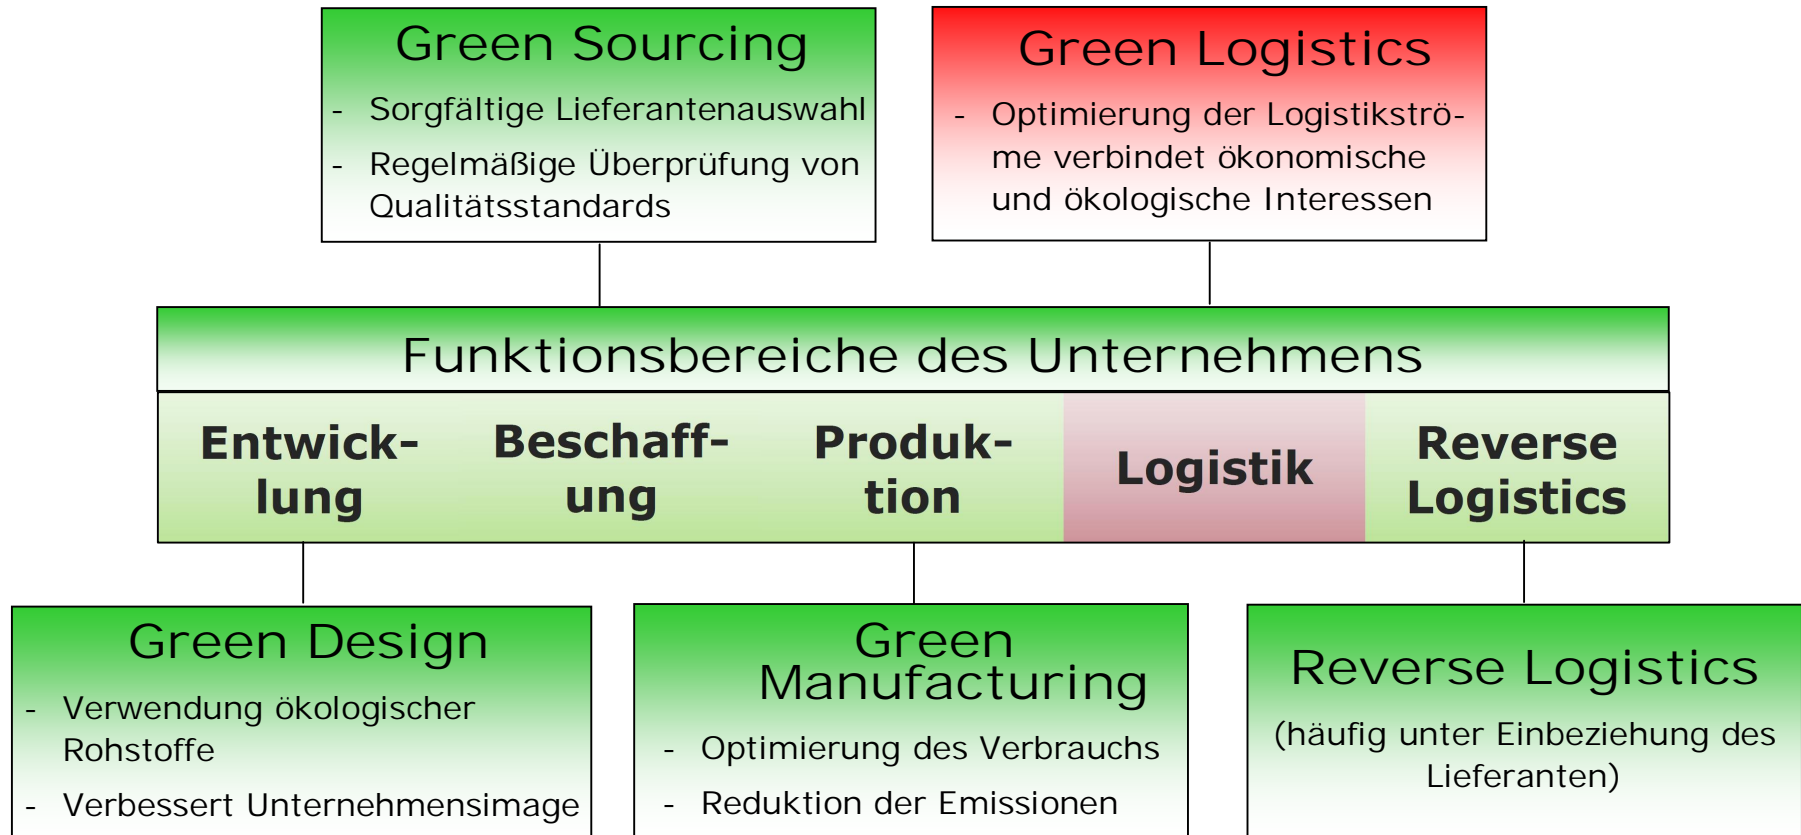 Green Sourcing
- Sorgfältige Lieferantenauswahl
- Regelmäßige Überprüfung von
Qualitätsstandards
Green Logistics
- Optimierung der Logistikströ-
me verbindet ökonomische
und ökologische Interessen
Funktionsbereiche des Unternehmens
Entwick-
lung
Beschaff-
ung
Produk-
tion
Logistik
Reverse
Logistics
Green Design
- Verwendung ökologischer
Rohstoffe
- Verbessert Unternehmensimage
Green
Manufacturing
- Optimierung des Verbrauchs
- Reduktion der Emissionen
Reverse Logistics
(häufig unter Einbeziehung des
Lieferanten)